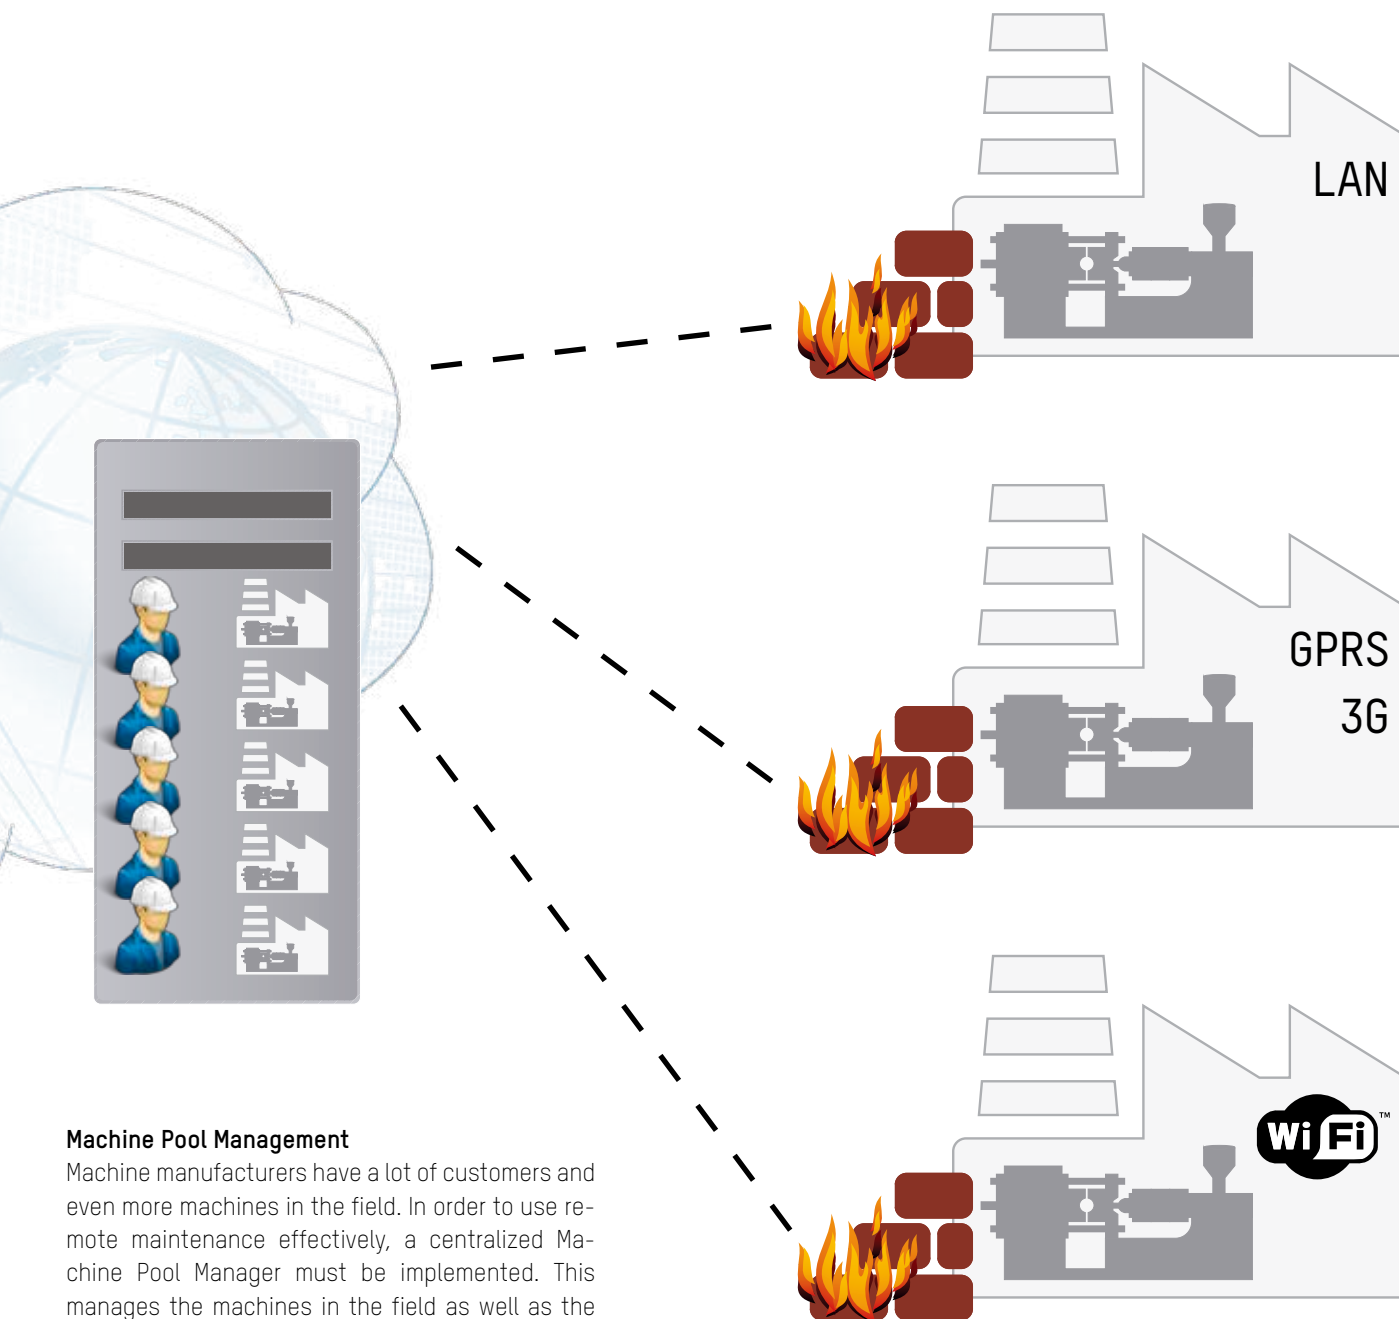 LAN
GPRS
3G
WiFi™
Machine Pool Management
Machine manufacturers have a lot of customers and
even more machines in the field. In order to use re-
mote maintenance effectively, a centralized Ma-
chine Pool Manager must be implemented. This
manages the machines in the field as well as the